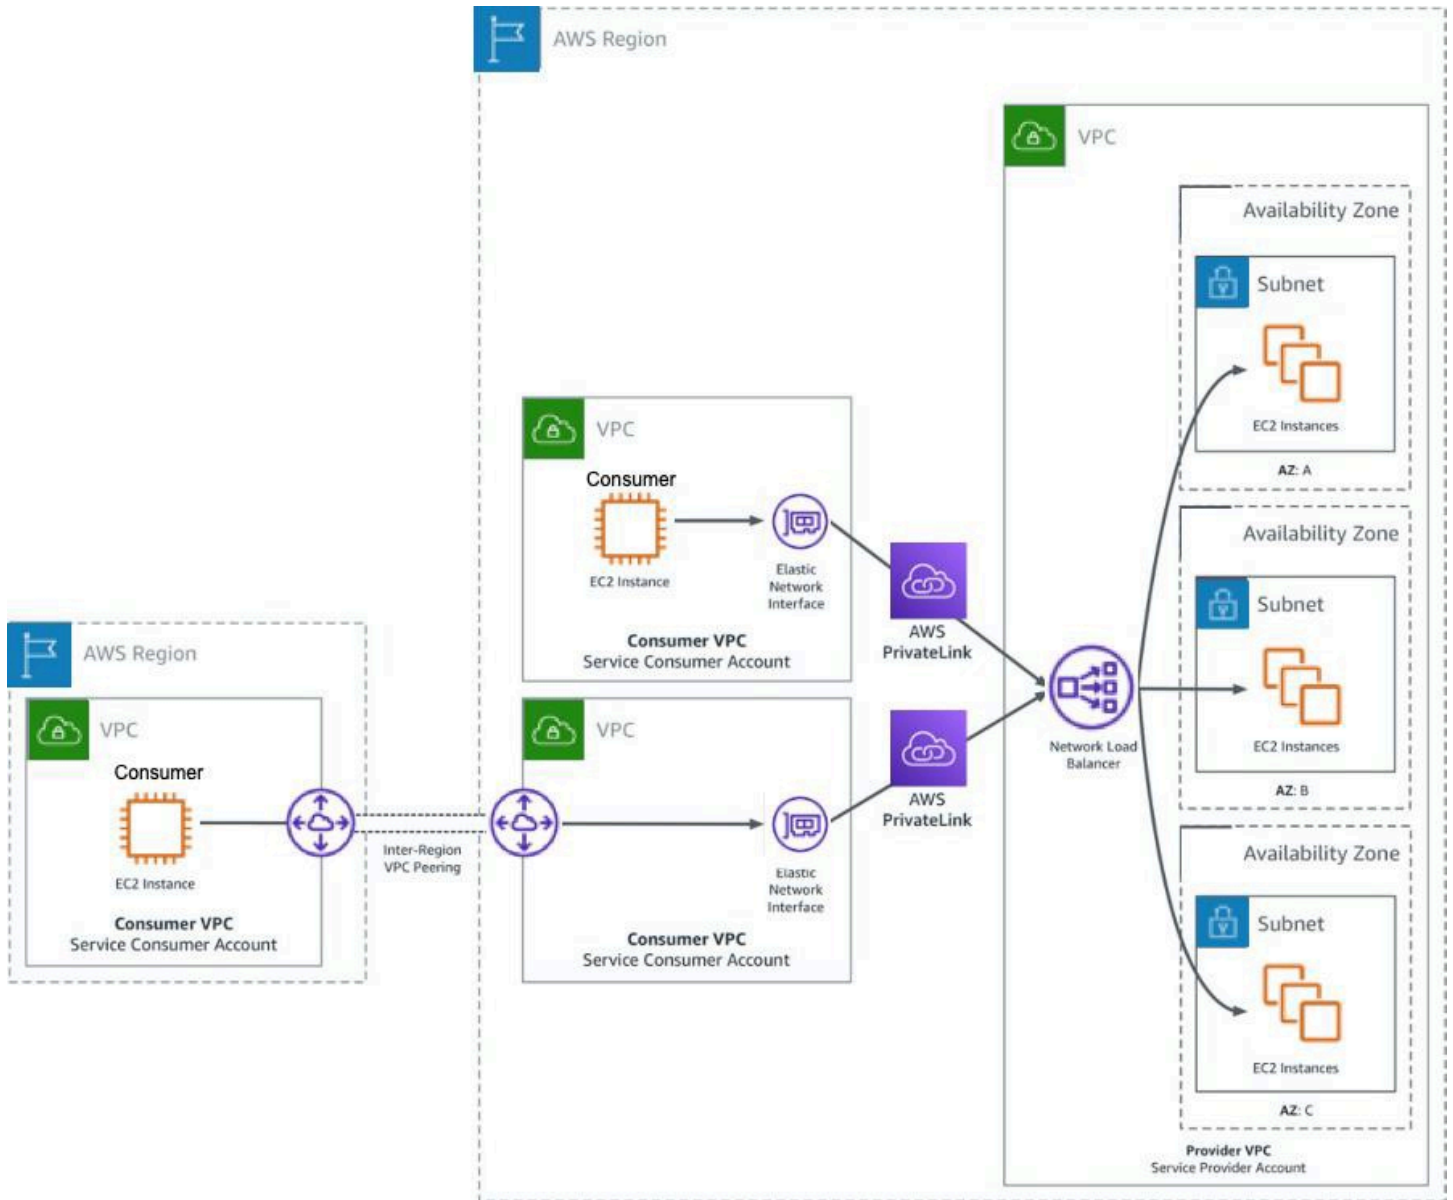 AWS Region
VPC
Availability Zone
Subnet
EC2 Instances
AZ: A
VPC
Consumer
EC2 Instance
Elastic
Network
Interface
Consumer VPC
Service Consumer Account
AWS
PrivateLink
Availability Zone
Subnet
EC2 Instances
AZ: B
Network Load
Balancer
AWS Region
VPC
Consumer
EC2 Instance
Consumer VPC
Service Consumer Account
Inter-Region
VPC Peering
VPC
Elastic
Network
Interface
Consumer VPC
Service Consumer Account
AWS
PrivateLink
Availability Zone
Subnet
EC2 Instances
AZ: C
Provider VPC
Service Provider Account